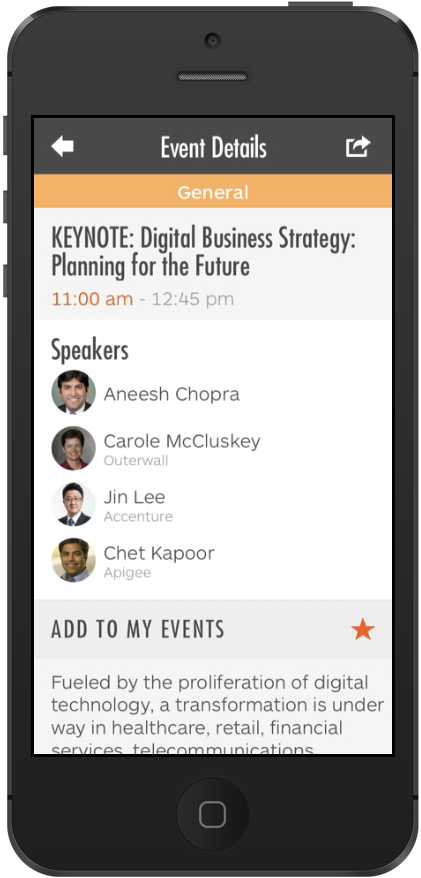 Event Details
General
KEYNOTE: Digital Business Strategy:
Planning for the Future
11:00 am - 12:45 pm
Speakers
Aneesh Chopra
Carole McCluskey
Outerwall
Jin Lee
Accenture
Chet Kapoor
Apigee
ADD TO MY EVENTS
Fueled by the proliferation of digital
technology, a transformation is under
way in healthcare, retail, financial
services, telecommunications